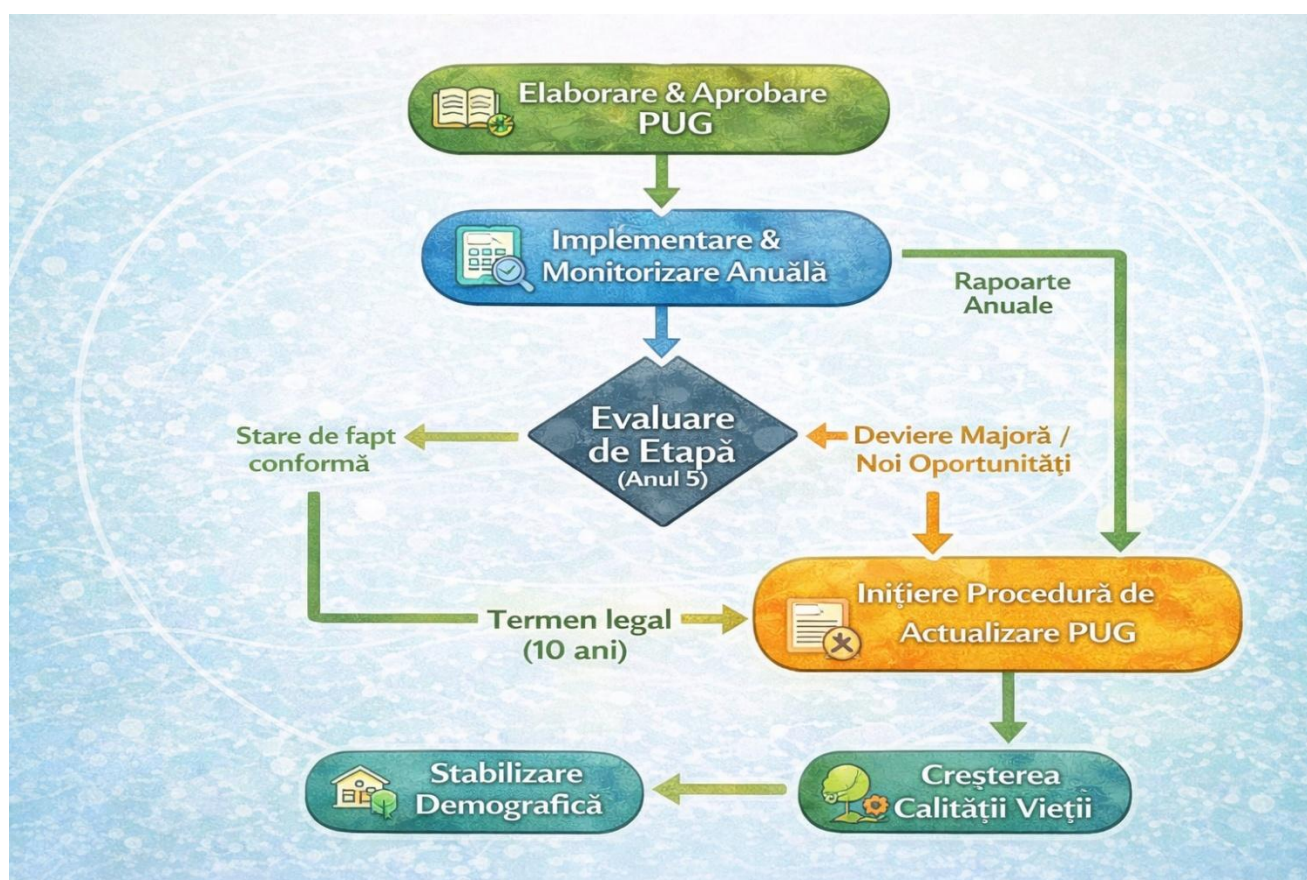 Elaborare & Aprobare
PUG
Implementare &
Monitorizare Anuălă
Rapoarte
Anuale
Evaluare
de Etapă
(Anul 5)
Stare de fapt
conformă
Deviere Majoră /
Noi Oportunități
Termen legal
(10 ani)
Inițiere Procedură de
Actualizare PUG
Stabilizare
Demografică
Creșterea
Calității Vieții